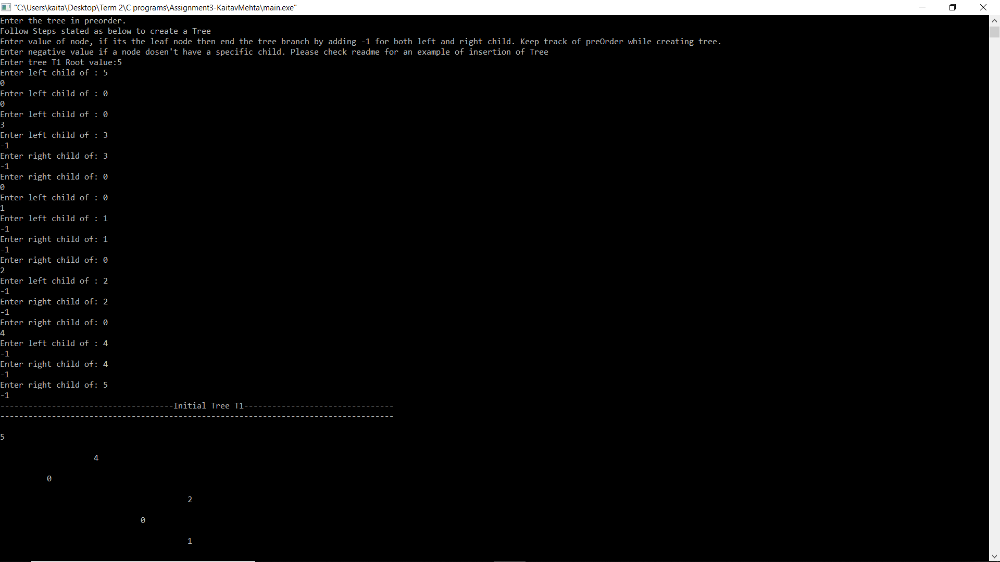 "C:\Users\kaita\Desktop\Term 2\C programs\Assignment3-KaitavMehta\main.exe"
Enter the tree in preorder.
Follow Steps stated as below to create a Tree
Enter value of node, if its the leaf node then end the tree branch by adding -1 for both left and right child. Keep track of preOrder while creating tree.
Enter negative value if a node dosen't have a specific child. Please check readme for an example of insertion of Tree
Enter tree T1 Root value:5
Enter left child of : 5
0
Enter left child of : 0
0
Enter left child of : 0
3
Enter left child of : 3
-1
Enter right child of: 3
-1
Enter right child of: 0
0
Enter left child of : 0
1
Enter left child of : 1
-1
Enter right child of: 1
-1
Enter right child of: 0
2
Enter left child of : 2
-1
Enter right child of: 2
-1
Enter right child of: 0
4
Enter left child of : 4
-1
Enter right child of: 4
-1
Enter right child of: 5
-1
-------------------------------------Initial Tree T1--------------------------------
------------------------------------------------------------------------------------
5
4
0
2
0
1